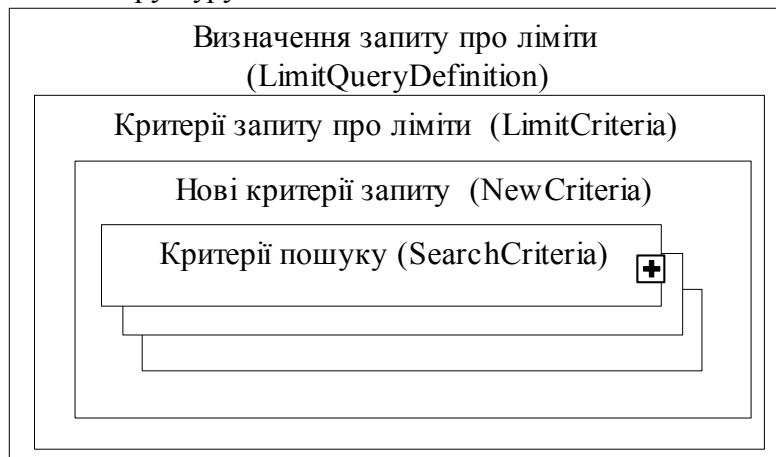 Визначення запиту про ліміти
(LimitQueryDefinition)
Критерії запиту про ліміти (LimitCriteria)
Нові критерії запиту (NewCriteria)
Критерії пошуку (SearchCriteria)